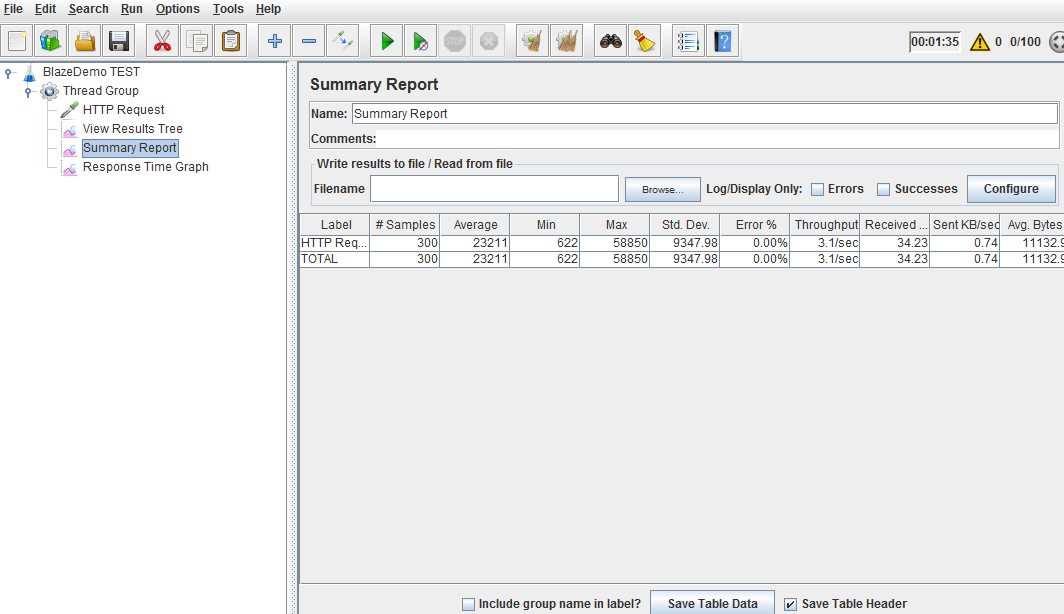 File Edit Search Run Options Tools Help
STOP
00:01:35 0 0/100
BlazeDemo TEST
Thread Group
HTTP Request
View Results Tree
Summary Report
Response Time Graph
Summary Report
Name: Summary Report
Comments:
Write results to file / Read from file
Filename Browse... Log/Display Only: Errors Successes Configure
Label # Samples Average Min Max Std. Dev. Error % Throughput Received ... Sent KB/sec Avg. Bytes
HTTP Req... 300 23211 622 58850 9347.98 0.00% 3.1/sec 34.23 0.74 11132.9
TOTAL 300 23211 622 58850 9347.98 0.00% 3.1/sec 34.23 0.74 11132.9
Include group name in label? Save Table Data Save Table Header